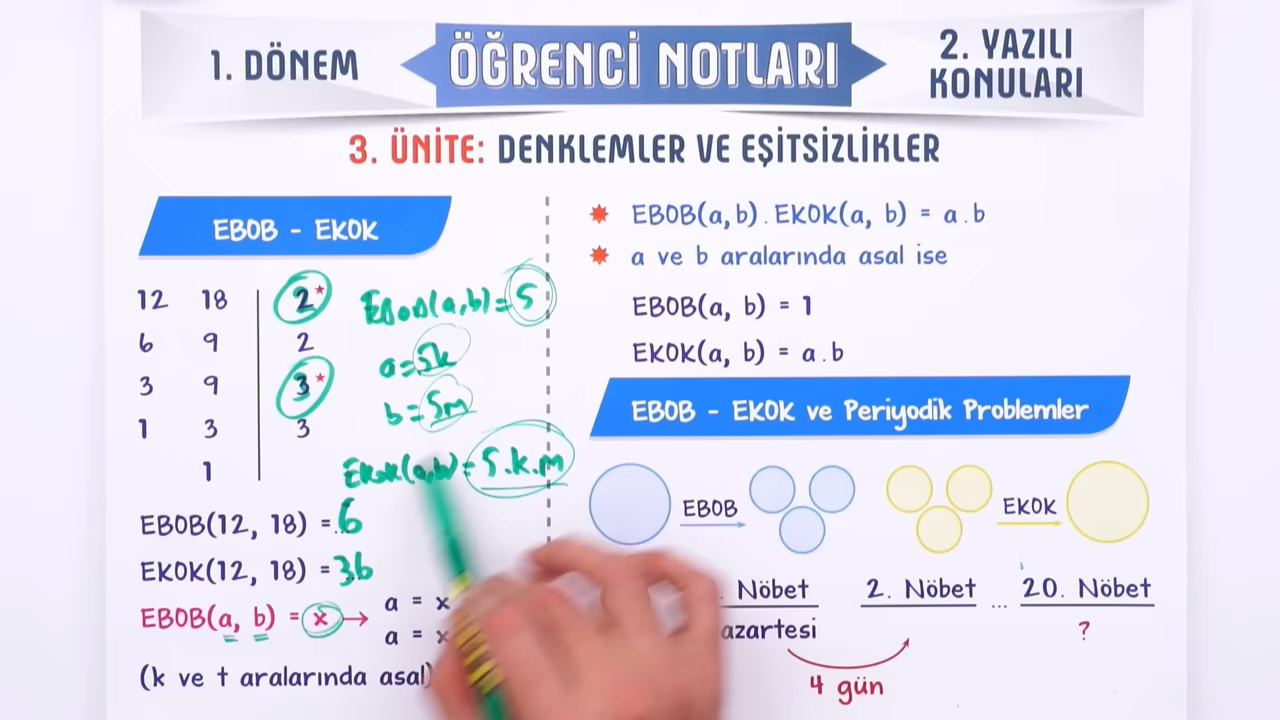 1. DÖNEM
ÖĞRENCİ NOTLARI
2. YAZILI
KONULARI
3. ÜNİTE: DENKLEMLER VE EŞİTSİZLİKLER
EBOB - EKOK
12 18 2*
6 9 2
3 9 3*
1 3 3
1
EBOB(a,b)=5
a=5k
b=5m
EKOK(a,b)=5.k.m
EBOB(12, 18) = 6
EKOK(12, 18) = 36
EBOB(a, b) = x →
a = x
a = x
(k ve t aralarında asal)
EBOB(a, b) . EKOK(a, b) = a . b
a ve b aralarında asal ise
EBOB(a, b) = 1
EKOK(a, b) = a . b
EBOB - EKOK ve Periyodik Problemler
EBOB
EKOK
. Nöbet 2. Nöbet ... 20. Nöbet
azartesi ?
4 gün